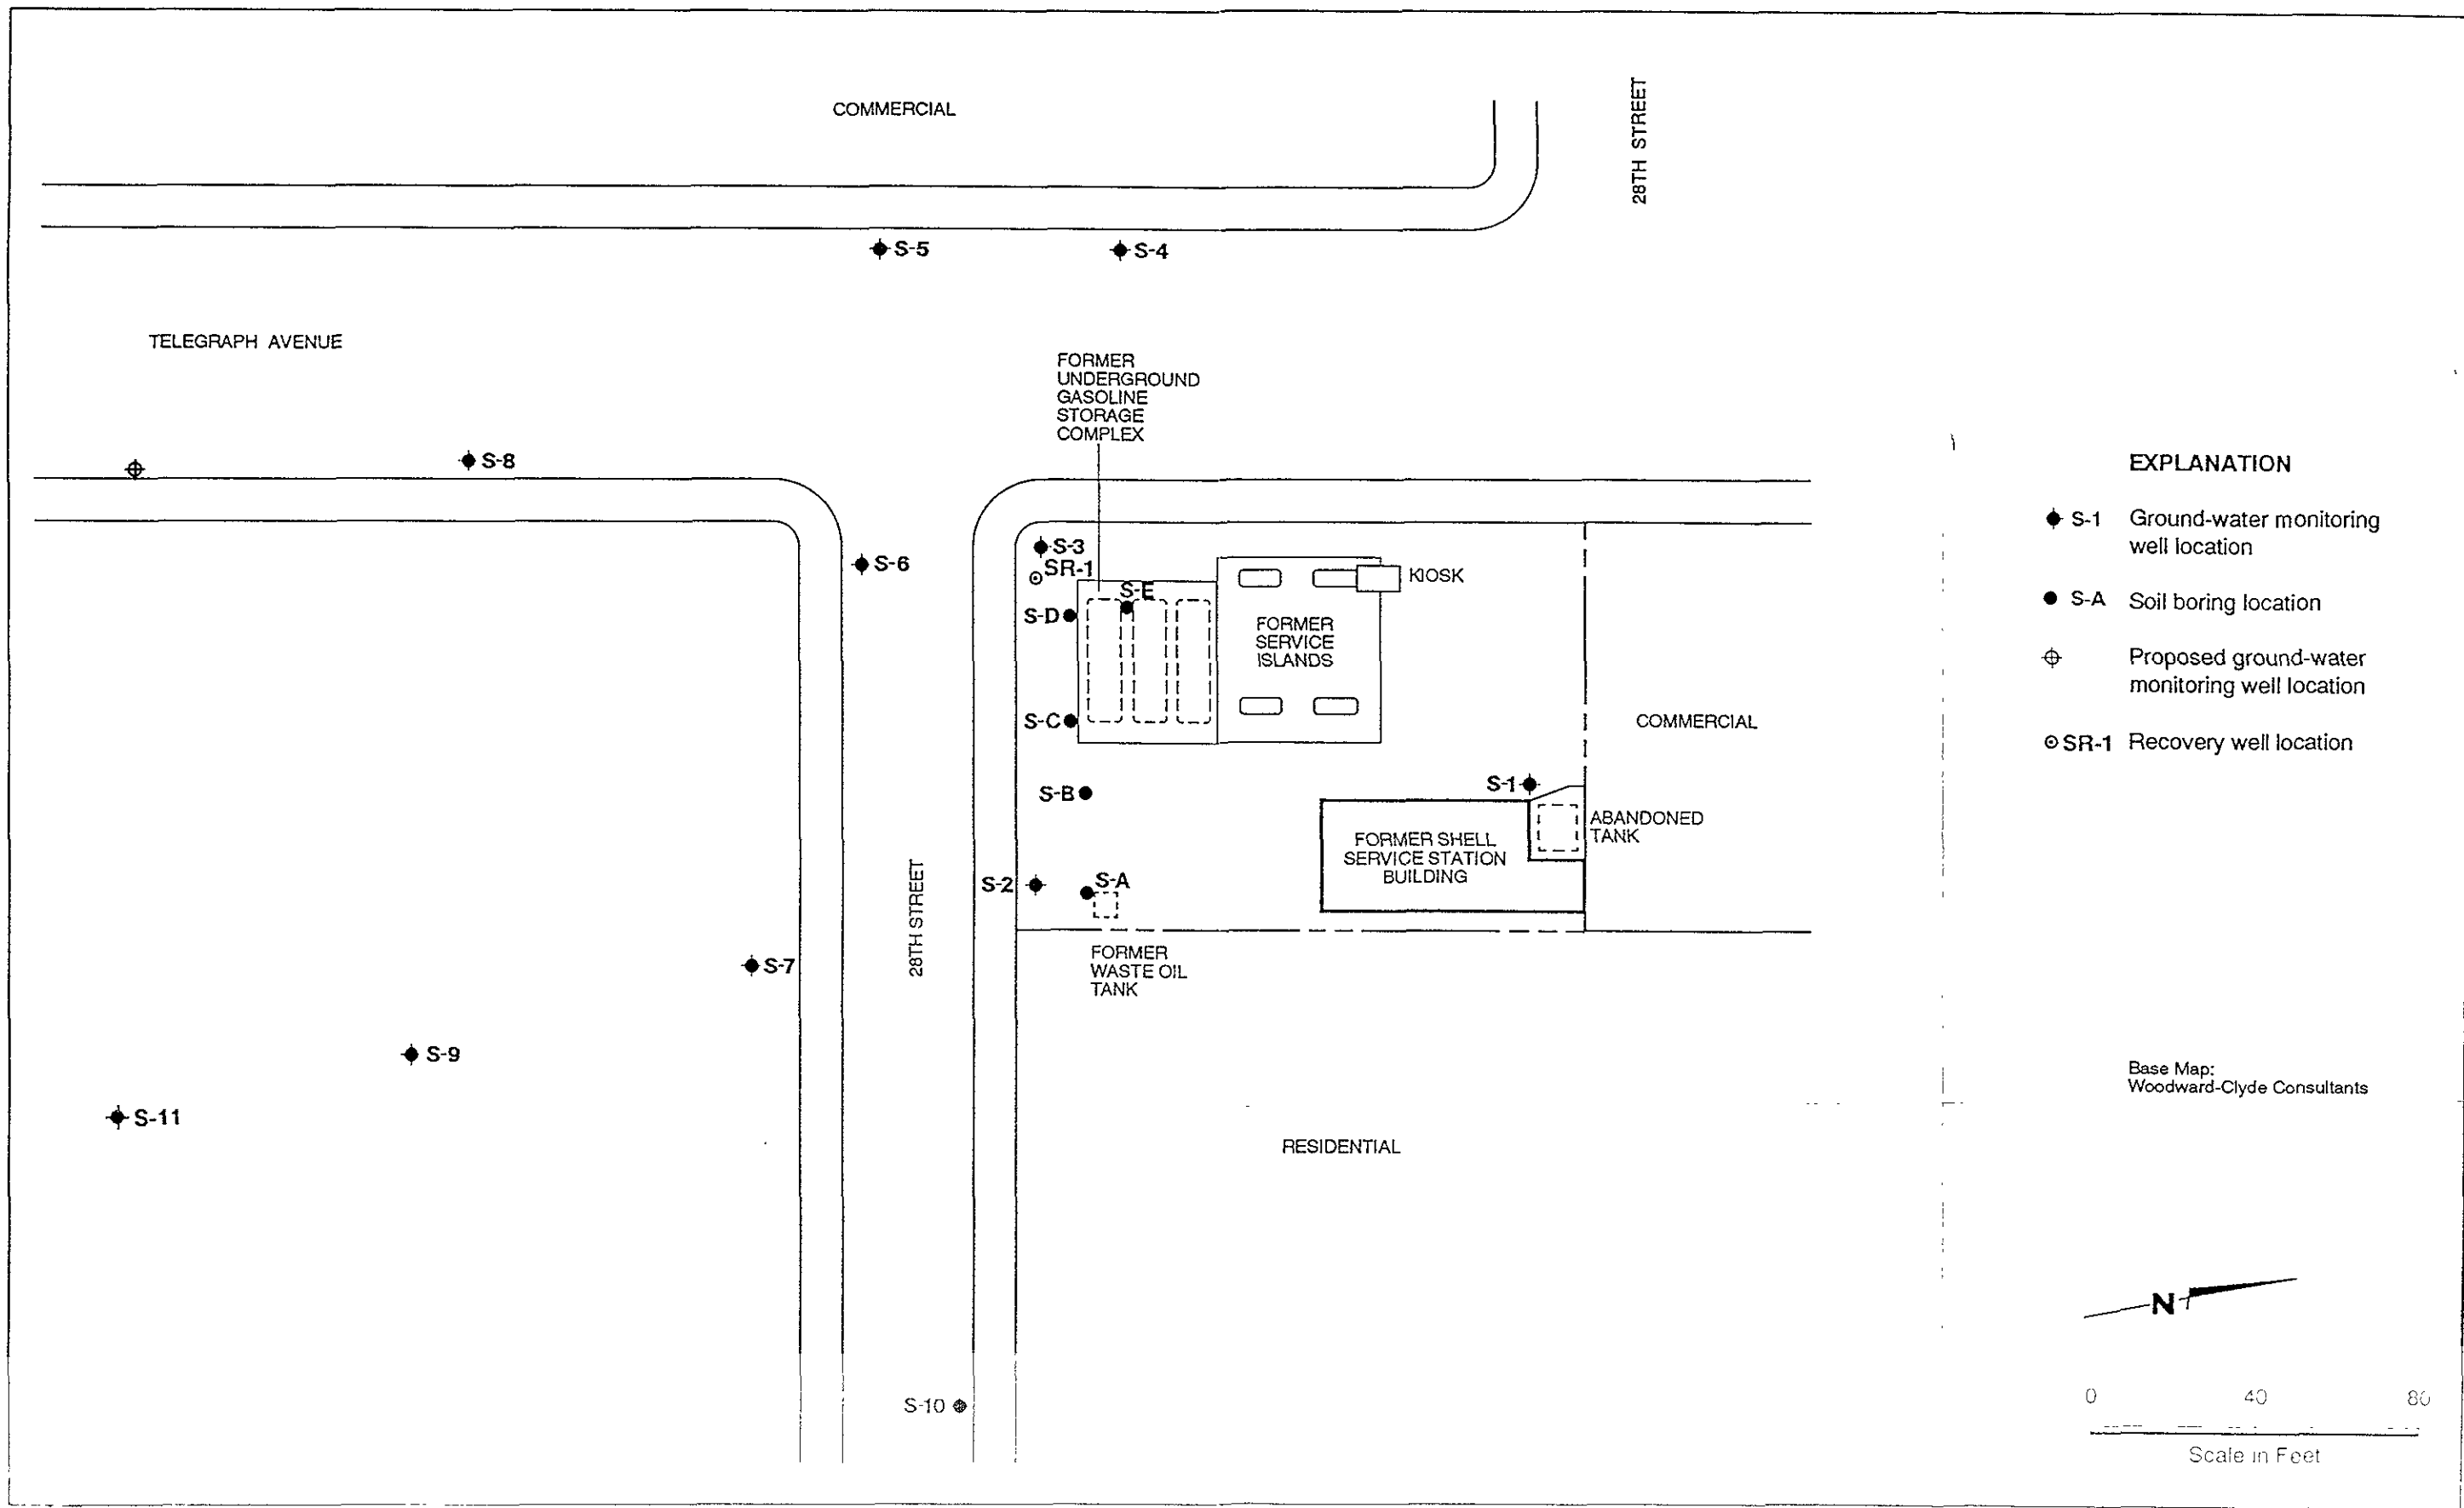 COMMERCIAL
28TH STREET
S-5
S-4
TELEGRAPH AVENUE
FORMER
UNDERGROUND
GASOLINE
STORAGE
COMPLEX
S-8
S-6
S-3
SR-1
S-E
S-D
KIOSK
FORMER
SERVICE
ISLANDS
S-C
COMMERCIAL
S-B
S-1
ABANDONED
TANK
FORMER SHELL
SERVICE STATION
BUILDING
S-2
S-A
28TH STREET
FORMER
WASTE OIL
TANK
S-7
S-9
S-11
RESIDENTIAL
S-10
EXPLANATION
S-1 Ground-water monitoring
well location
S-A Soil boring location
Proposed ground-water
monitoring well location
SR-1 Recovery well location
Base Map:
Woodward-Clyde Consultants
N
0 40 80
Scale in Feet